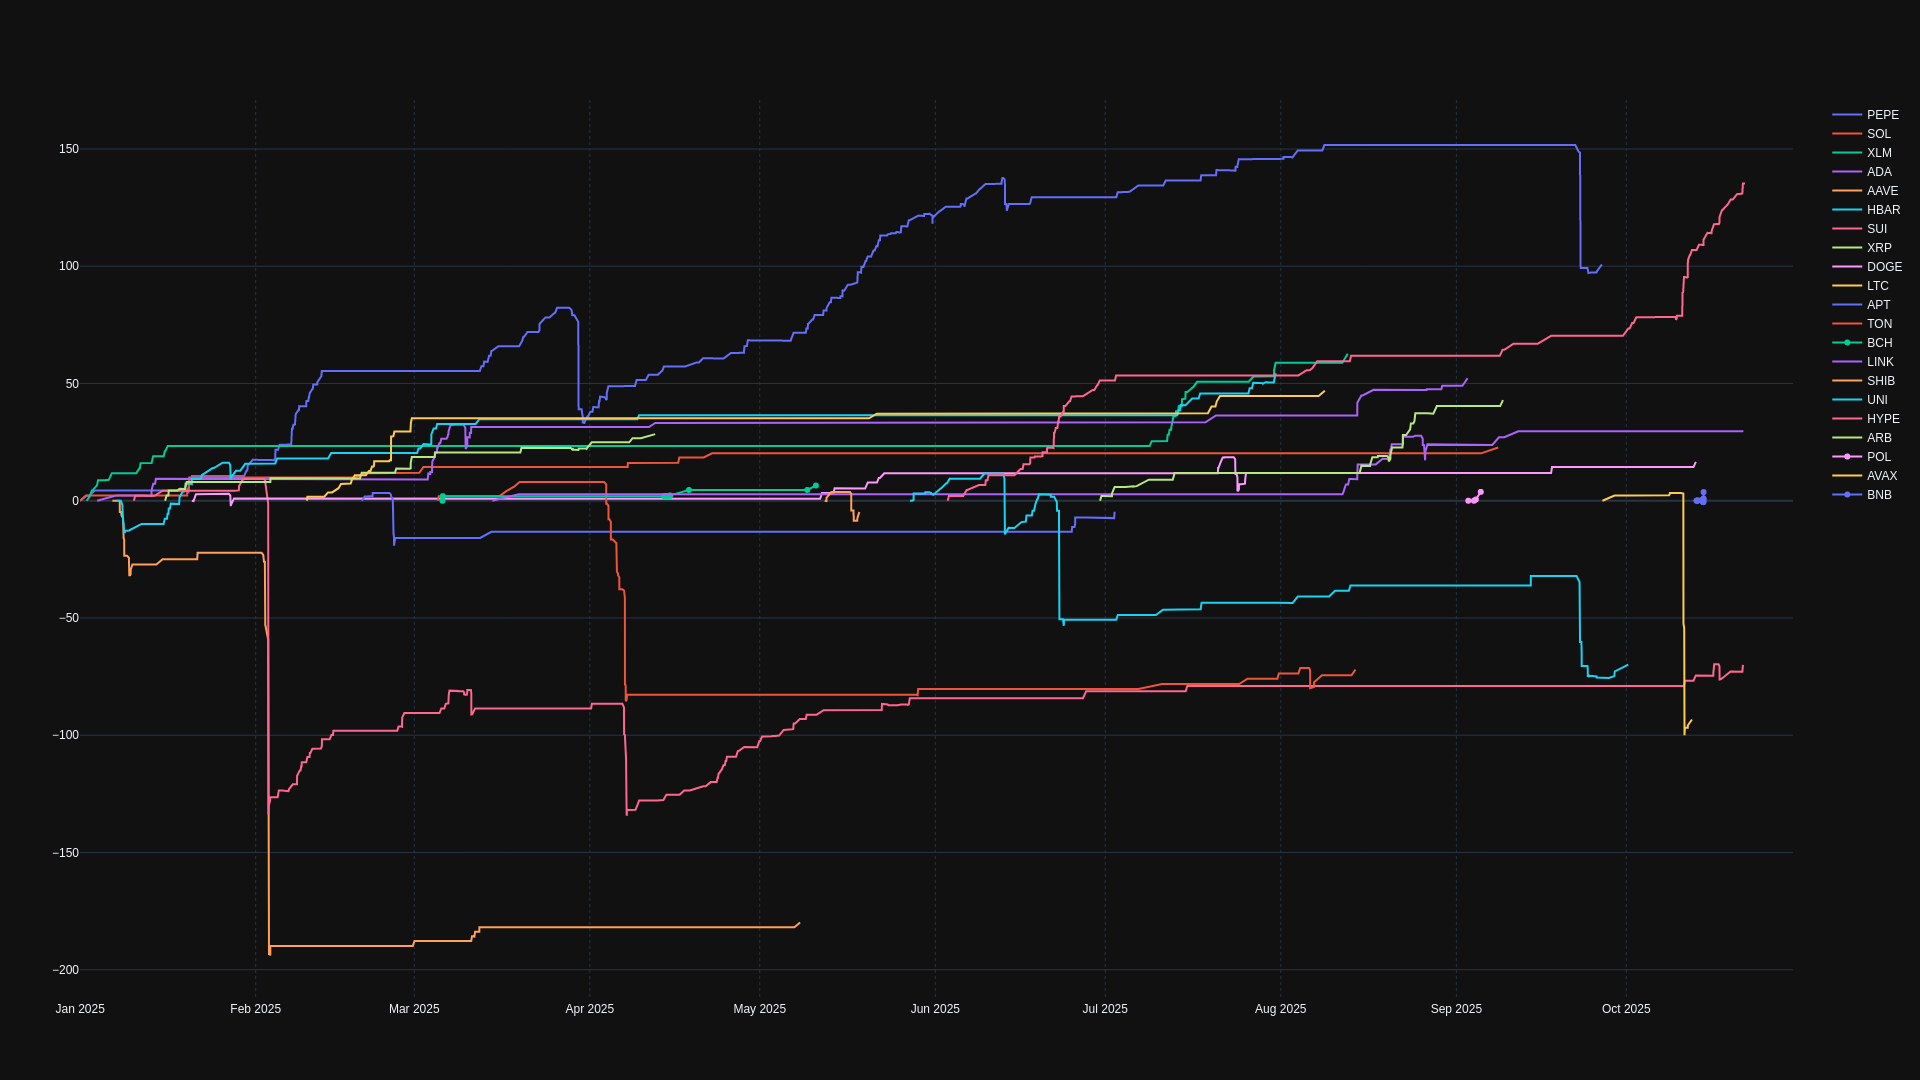 150
100
50
0
−50
−100
−150
−200
Jan 2025
Feb 2025
Mar 2025
Apr 2025
May 2025
Jun 2025
Jul 2025
Aug 2025
Sep 2025
Oct 2025
PEPE
SOL
XLM
ADA
AAVE
HBAR
SUI
XRP
DOGE
LTC
APT
TON
BCH
LINK
SHIB
UNI
HYPE
ARB
POL
AVAX
BNB